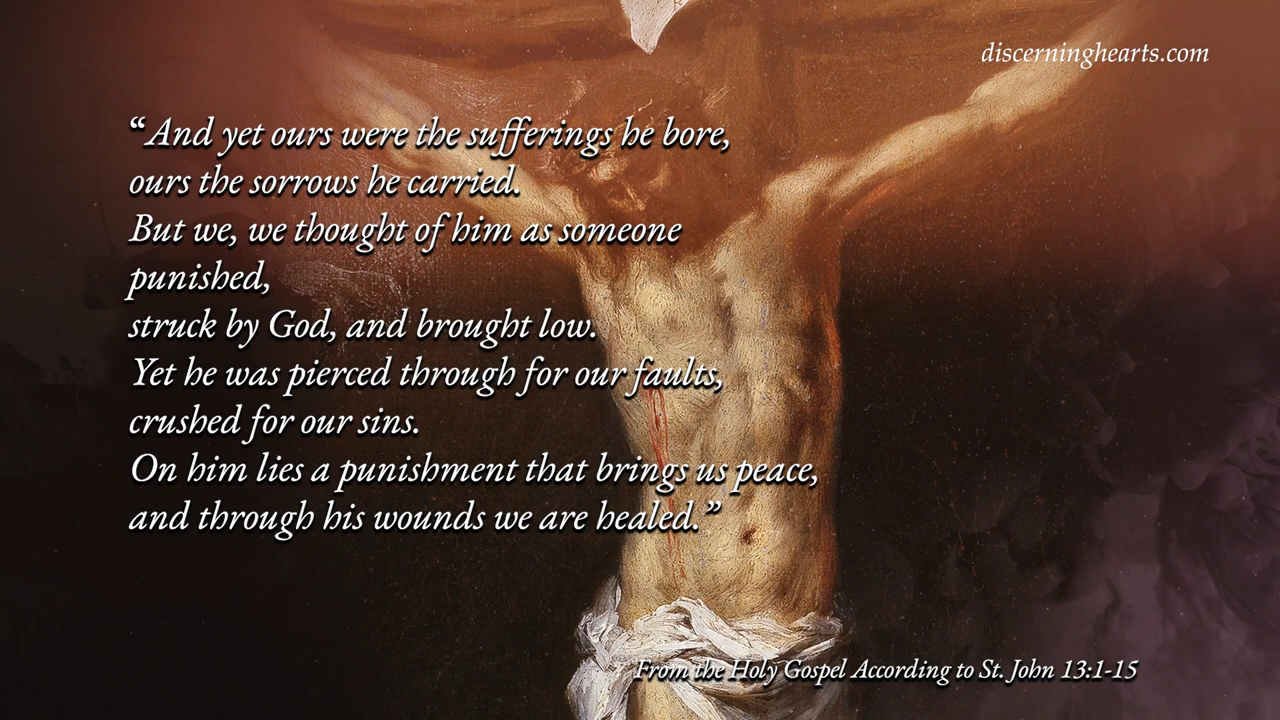 discerninghearts.com
“And yet ours were the sufferings he bore,
ours the sorrows he carried.
But we, we thought of him as someone
punished,
struck by God, and brought low.
Yet he was pierced through for our faults,
crushed for our sins.
On him lies a punishment that brings us peace,
and through his wounds we are healed.”
From the Holy Gospel According to St. John 13:1-15